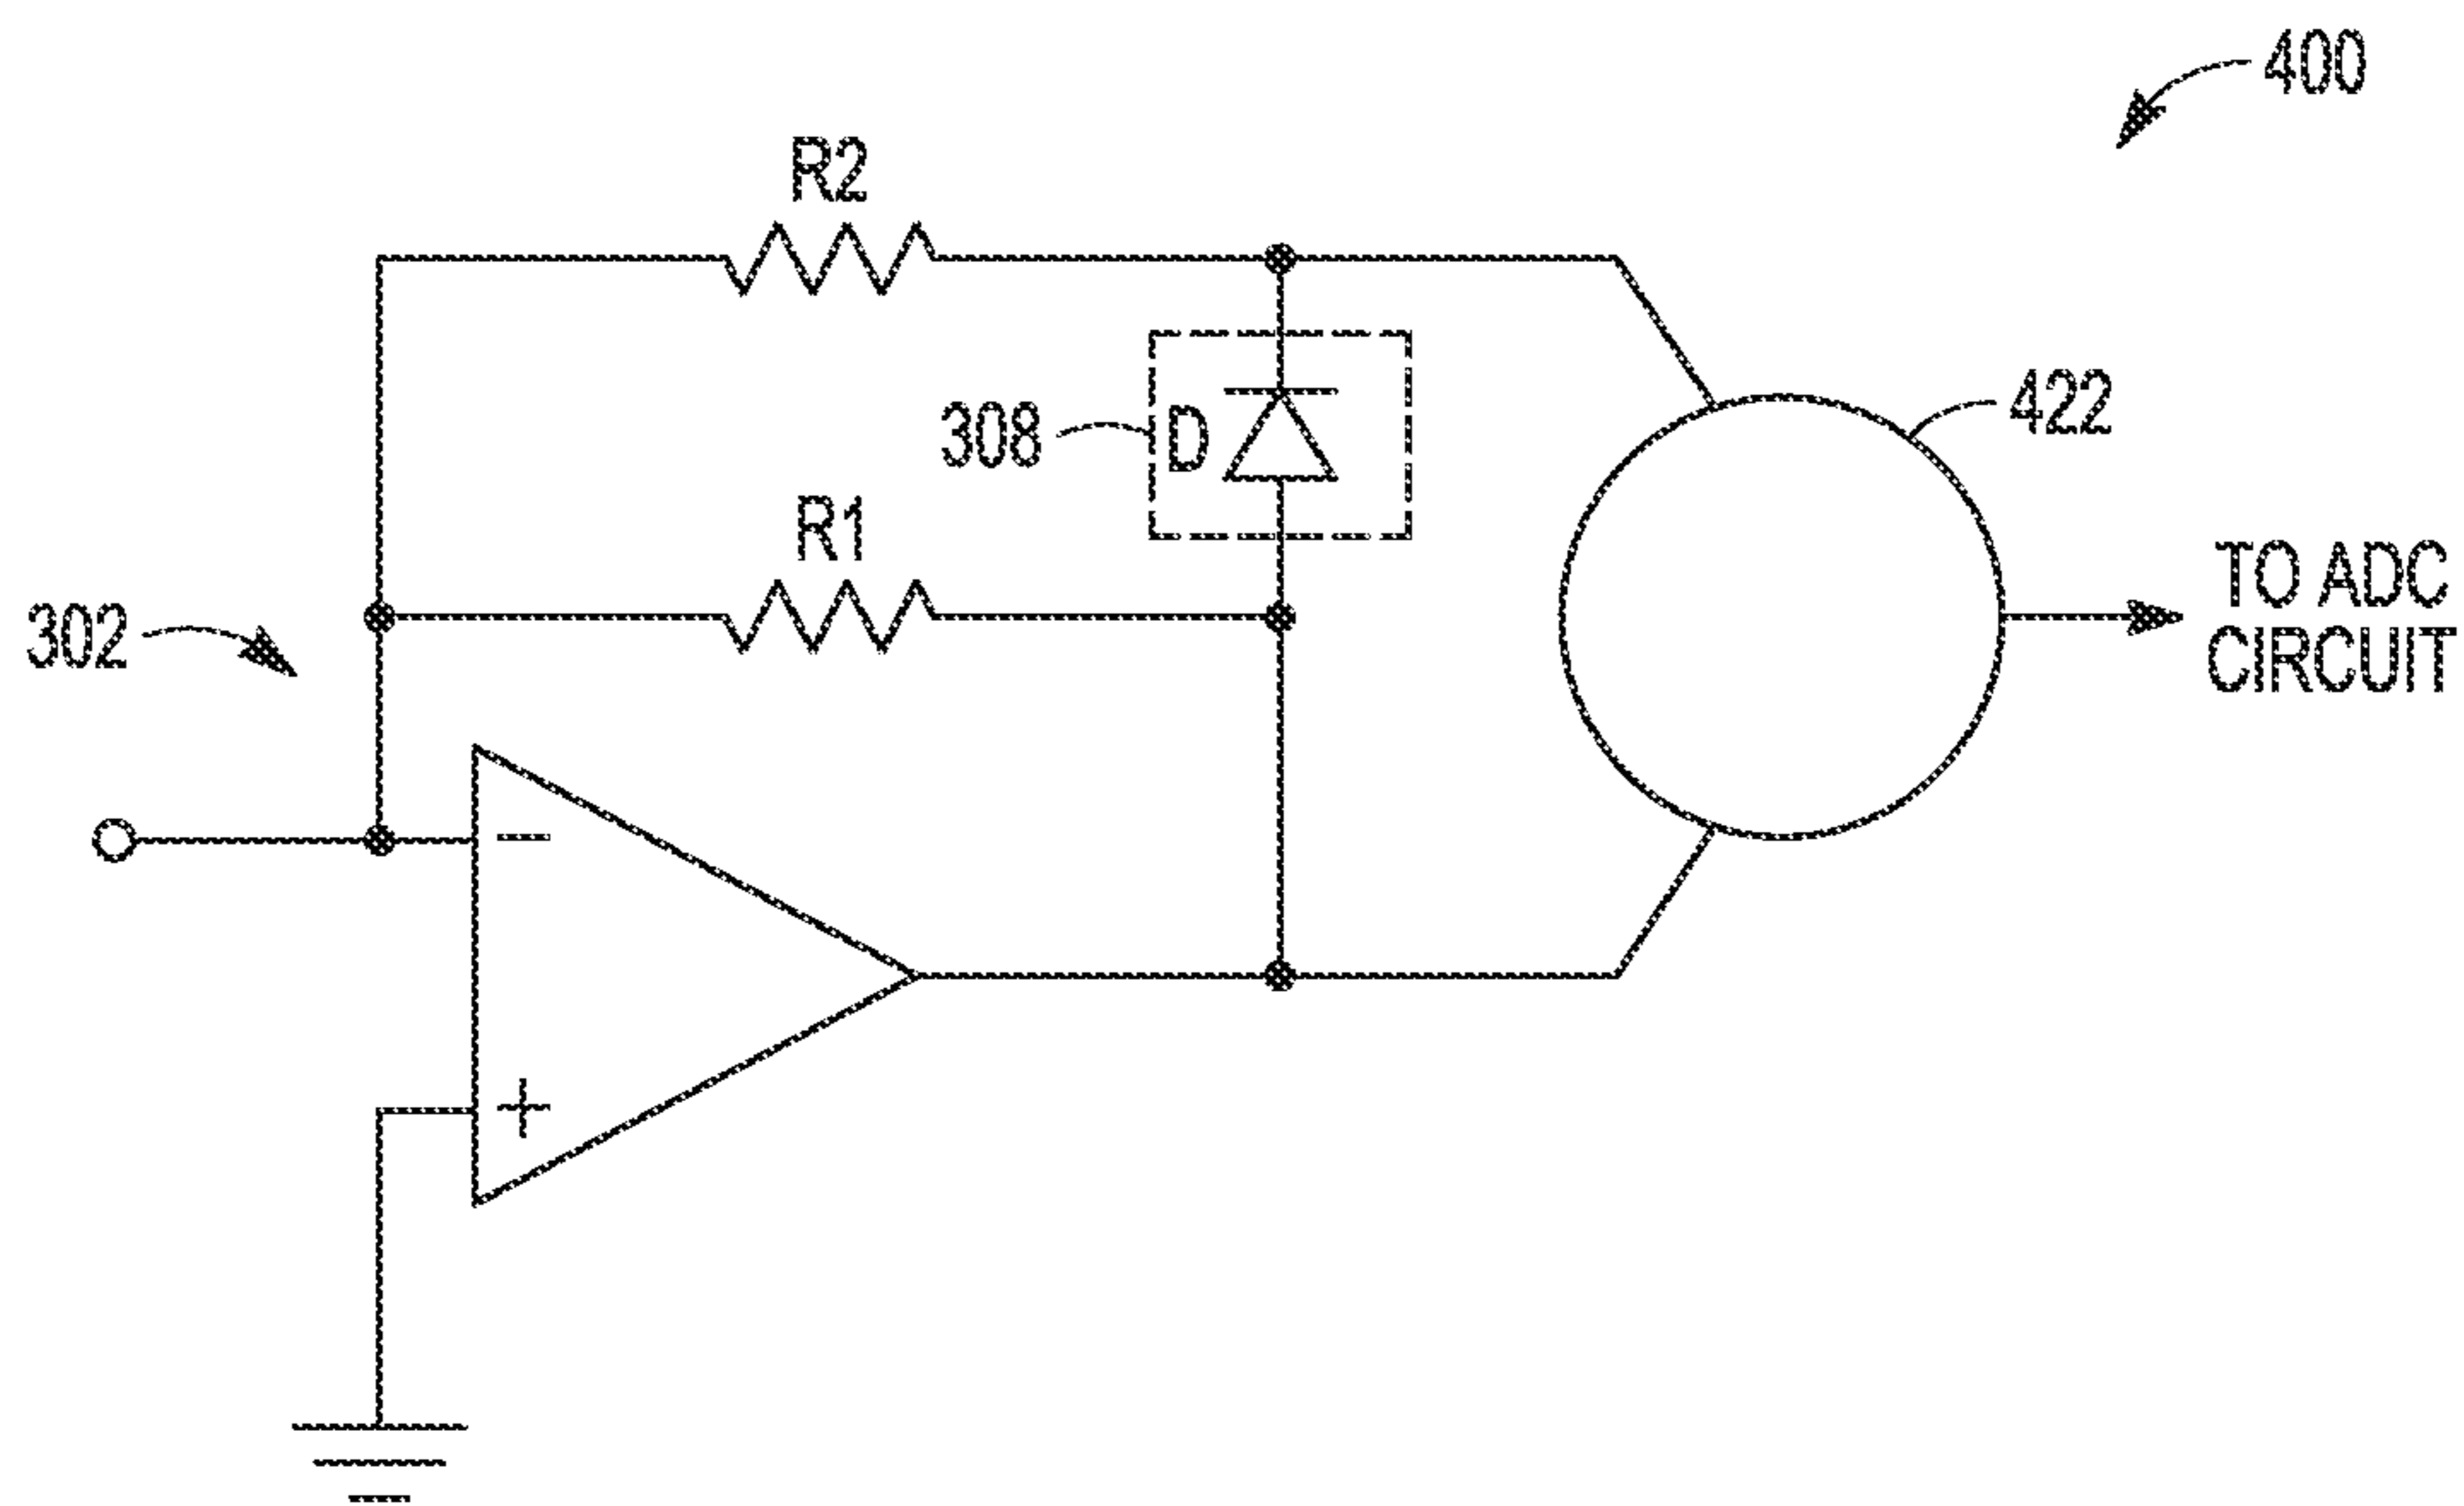 400
R2
308
D
422
R1
302
TO ADC
CIRCUIT
-
+